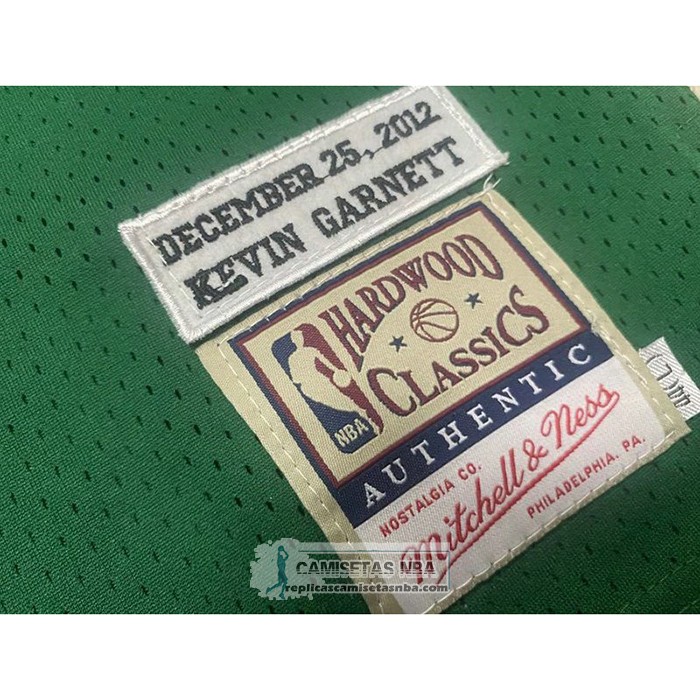 DECEMBER 25, 2012
KEVIN GARNETT
HARDWOOD
CLASSICS
NBA
AUTHENTIC
NOSTALGIA CO.
Mitchell & Ness
PHILADELPHIA, PA.
CAMISETAS NBA
replicascamisetasnba.com